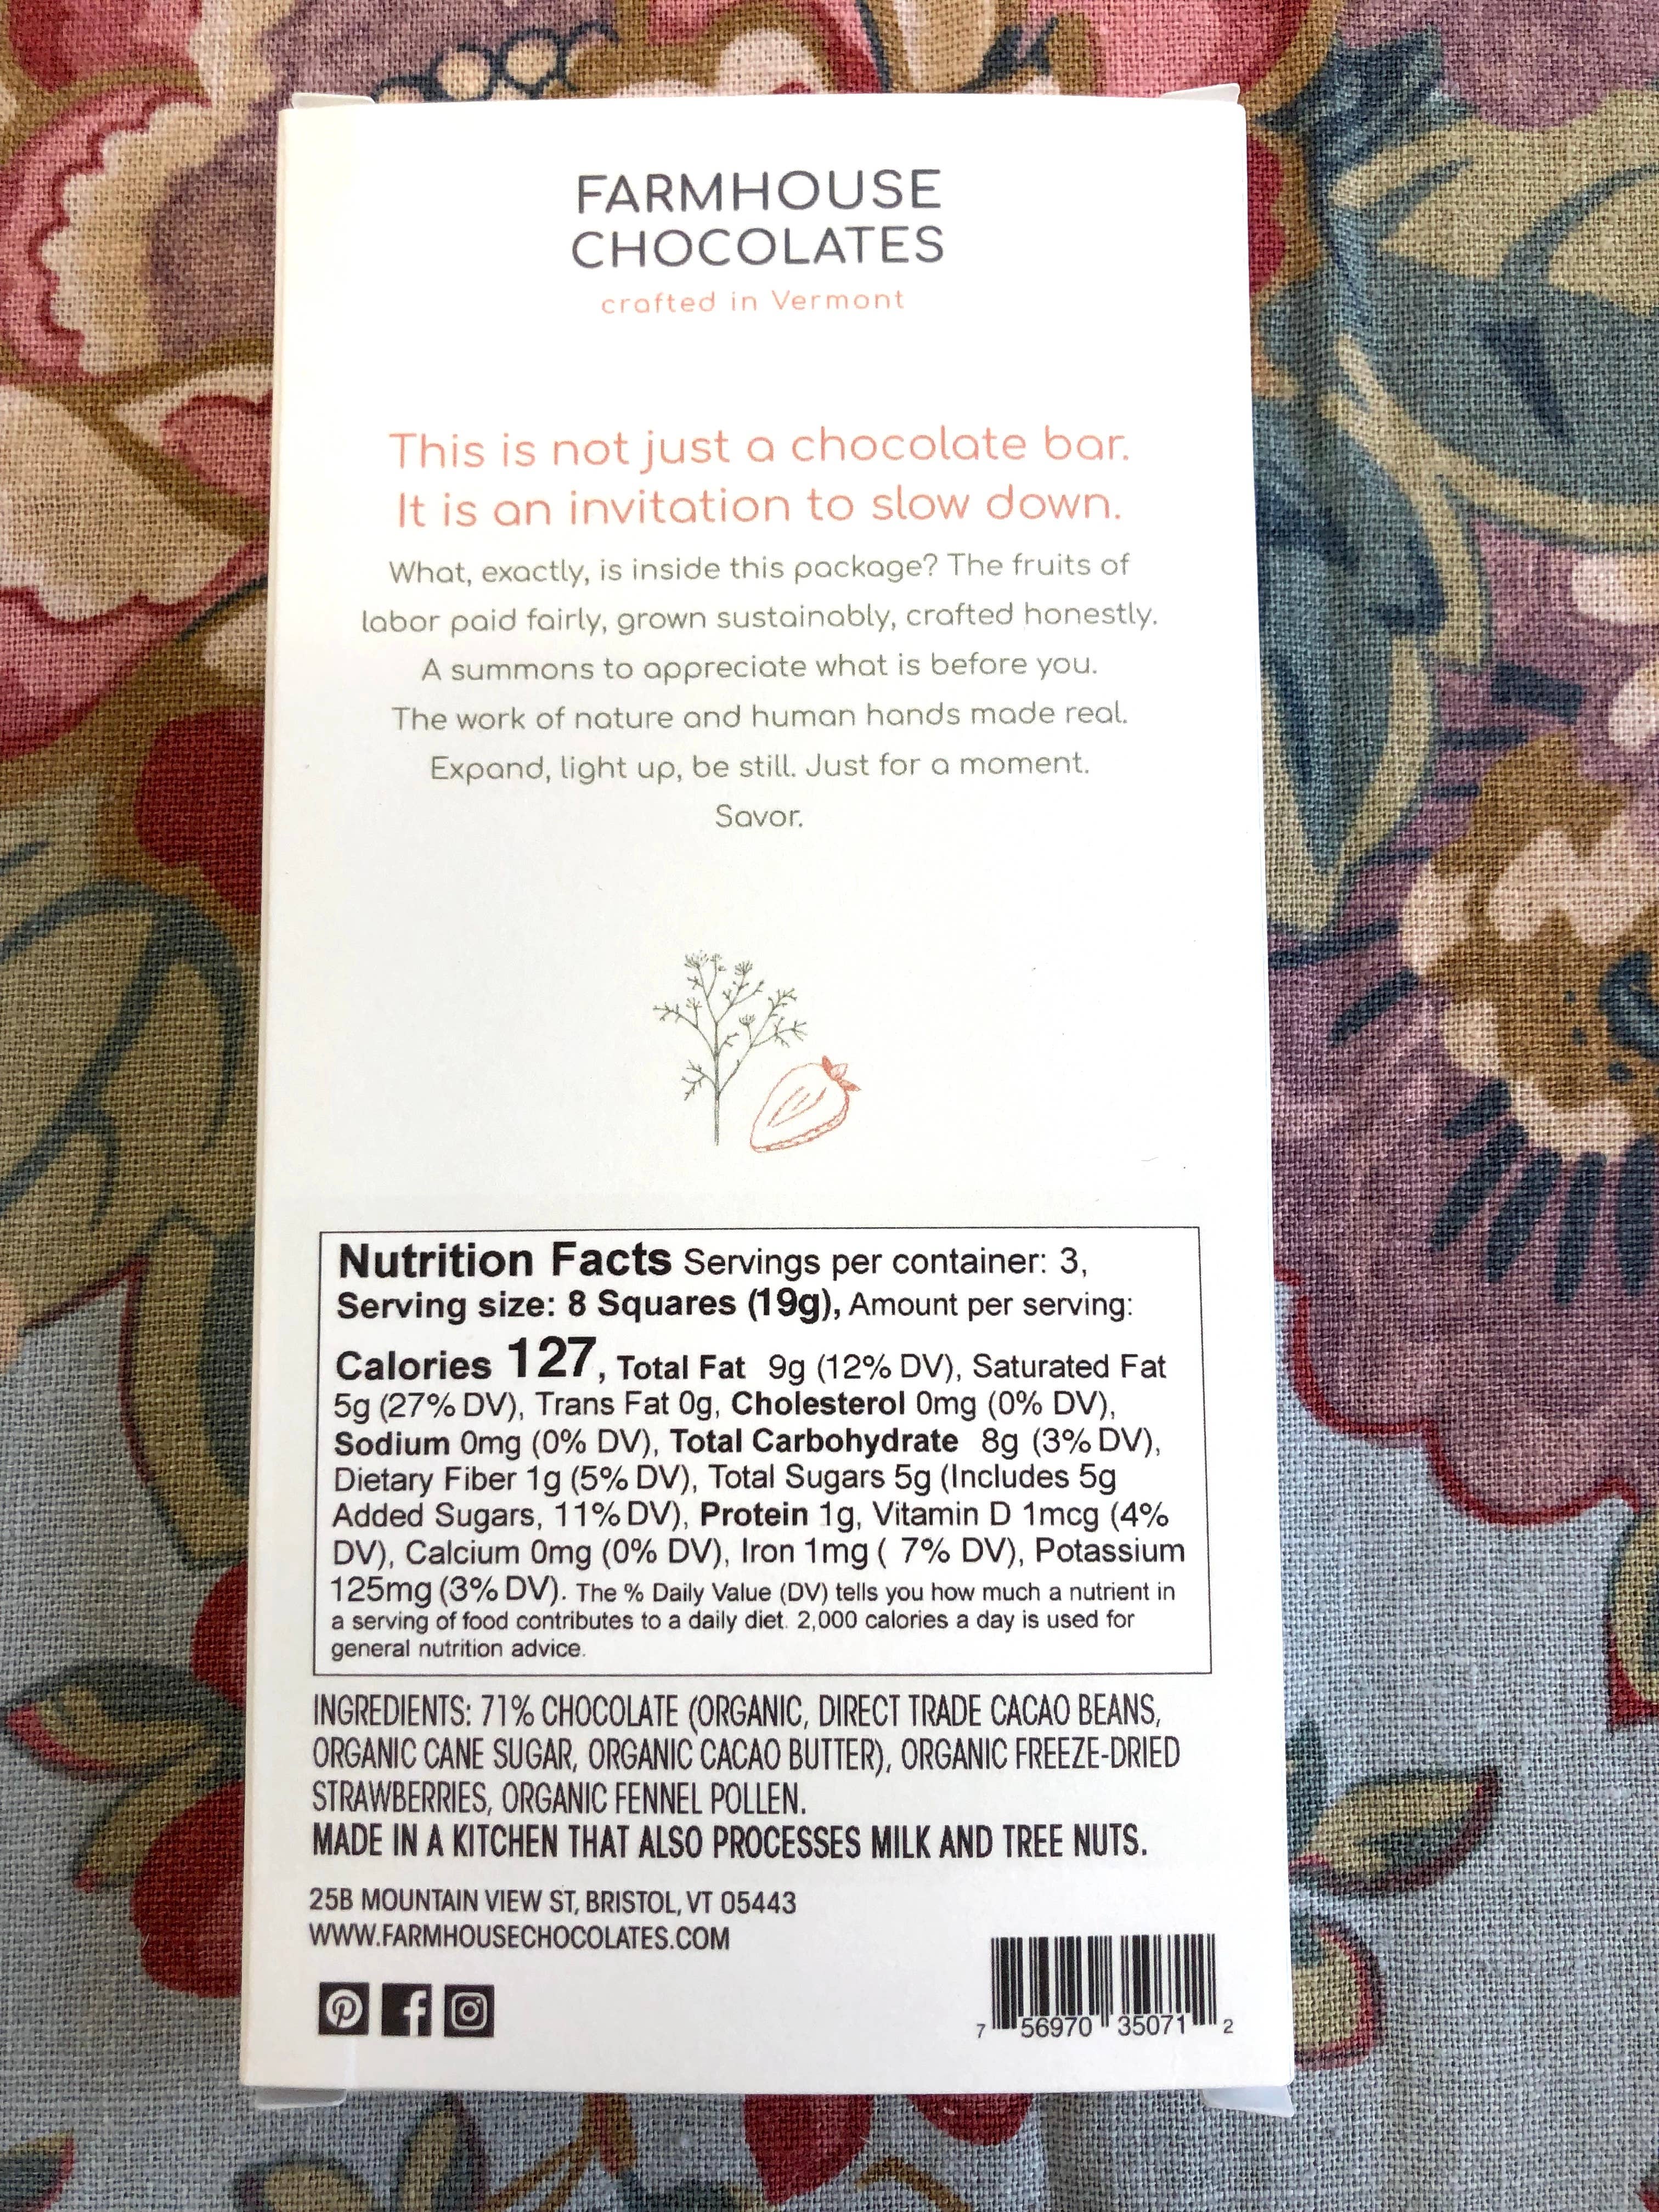 FARMHOUSE
CHOCOLATES
crafted in Vermont
This is not just a chocolate bar.
It is an invitation to slow down.
What, exactly, is inside this package? The fruits of
labor paid fairly, grown sustainably, crafted honestly.
A summons to appreciate what is before you.
The work of nature and human hands made real.
Expand, light up, be still. Just for a moment.
Savor.
Nutrition Facts Servings per container: 3,
Serving size: 8 Squares (19g), Amount per serving:
Calories 127, Total Fat 9g (12% DV), Saturated Fat
5g (27% DV), Trans Fat 0g, Cholesterol 0mg (0% DV),
Sodium 0mg (0% DV), Total Carbohydrate 8g (3% DV),
Dietary Fiber 1g (5% DV), Total Sugars 5g (Includes 5g
Added Sugars, 11% DV), Protein 1g, Vitamin D 1mcg (4%
DV), Calcium 0mg (0% DV), Iron 1mg ( 7% DV), Potassium
125mg (3% DV). The % Daily Value (DV) tells you how much a nutrient in
a serving of food contributes to a daily diet. 2,000 calories a day is used for
general nutrition advice.
INGREDIENTS: 71% CHOCOLATE (ORGANIC, DIRECT TRADE CACAO BEANS,
ORGANIC CANE SUGAR, ORGANIC CACAO BUTTER), ORGANIC FREEZE-DRIED
STRAWBERRIES, ORGANIC FENNEL POLLEN.
MADE IN A KITCHEN THAT ALSO PROCESSES MILK AND TREE NUTS.
25B MOUNTAIN VIEW ST, BRISTOL, VT 05443
WWW.FARMHOUSECHOCOLATES.COM
7 56970 35071 2